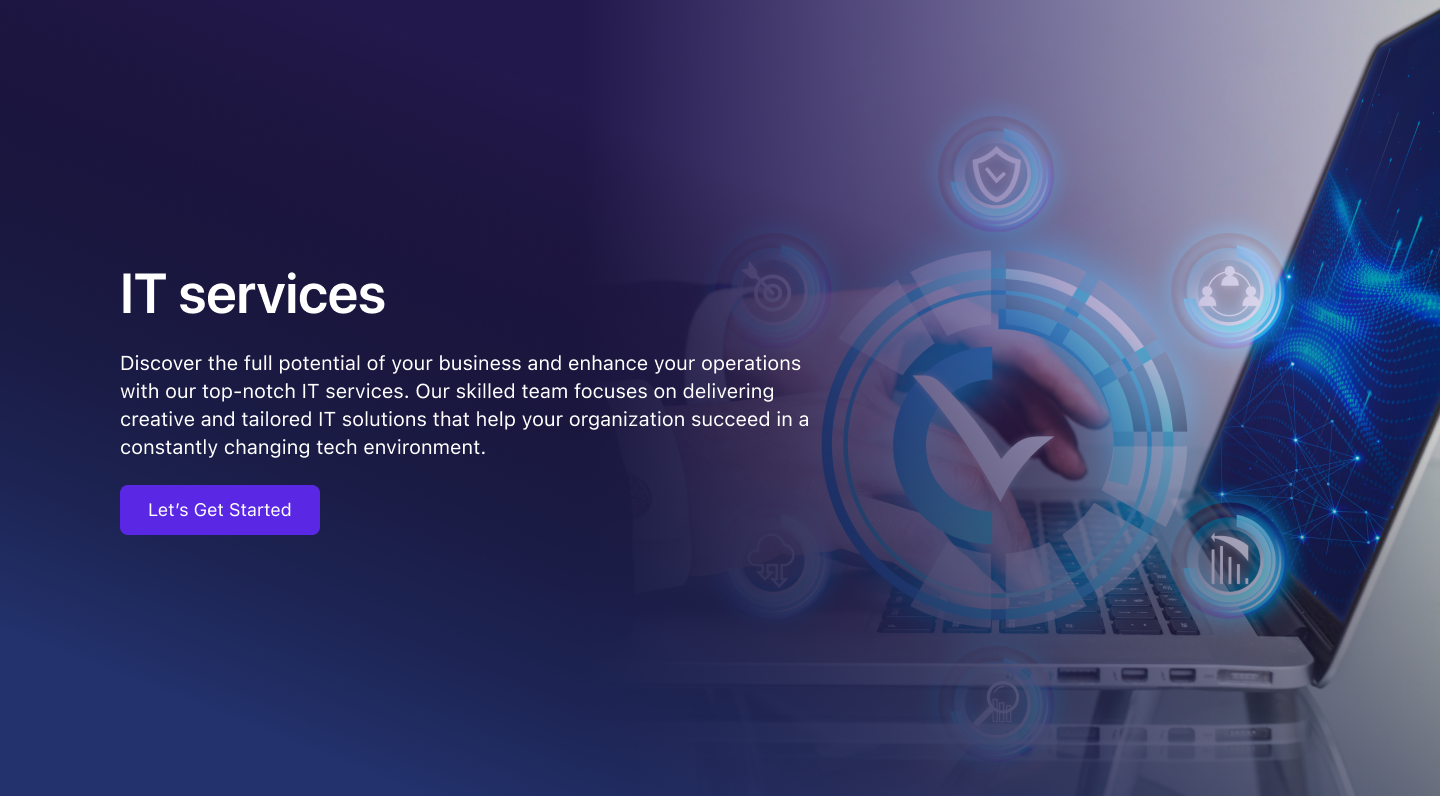 IT services
Discover the full potential of your business and enhance your operations
with our top-notch IT services. Our skilled team focuses on delivering
creative and tailored IT solutions that help your organization succeed in a
constantly changing tech environment.
Let’s Get Started